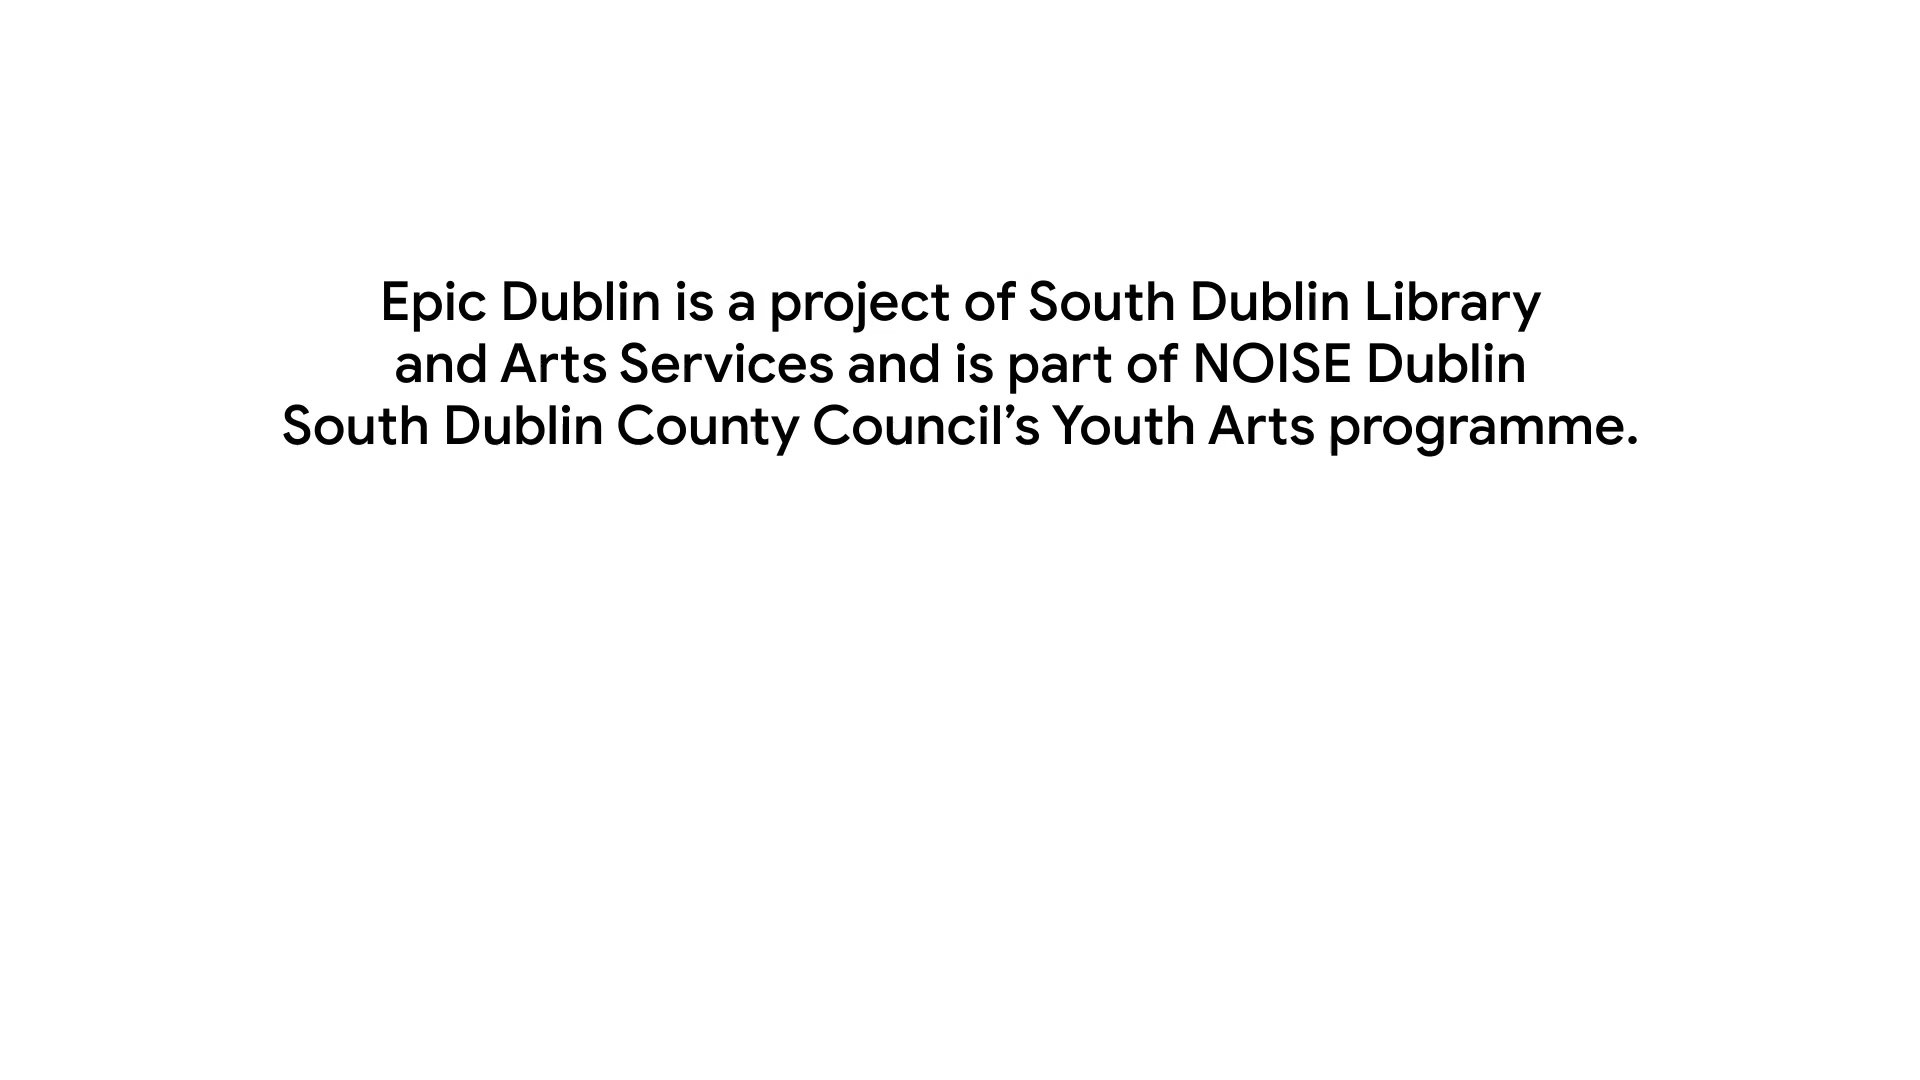 Epic Dublin is a project of South Dublin Library
and Arts Services and is part of NOISE Dublin
South Dublin County Council’s Youth Arts programme.